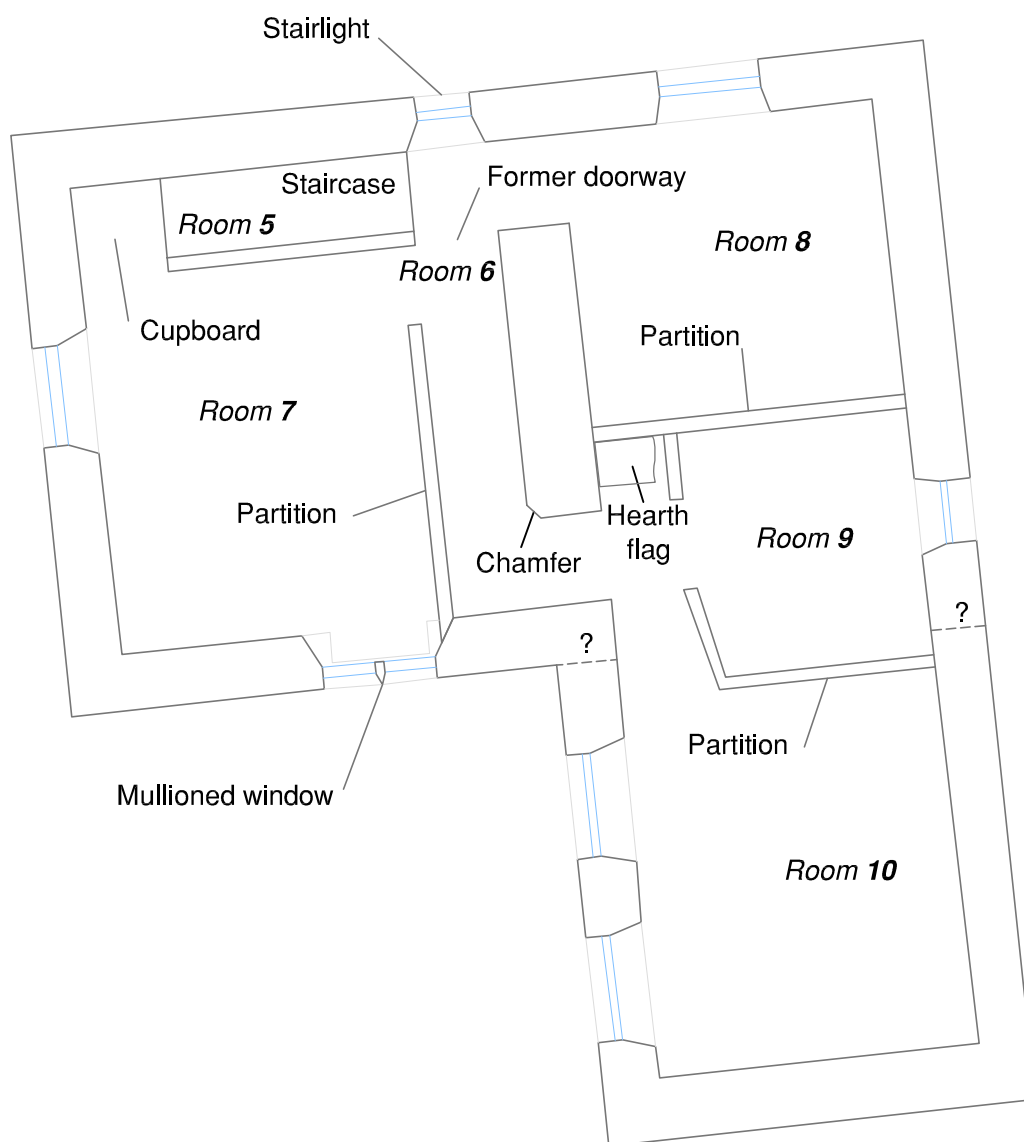 Stairlight
Staircase
Former doorway
Room 5
Room 6
Room 8
Cupboard
Partition
Room 7
Partition
Hearth
flag
Room 9
Chamfer
?
?
Partition
Mullioned window
Room 10